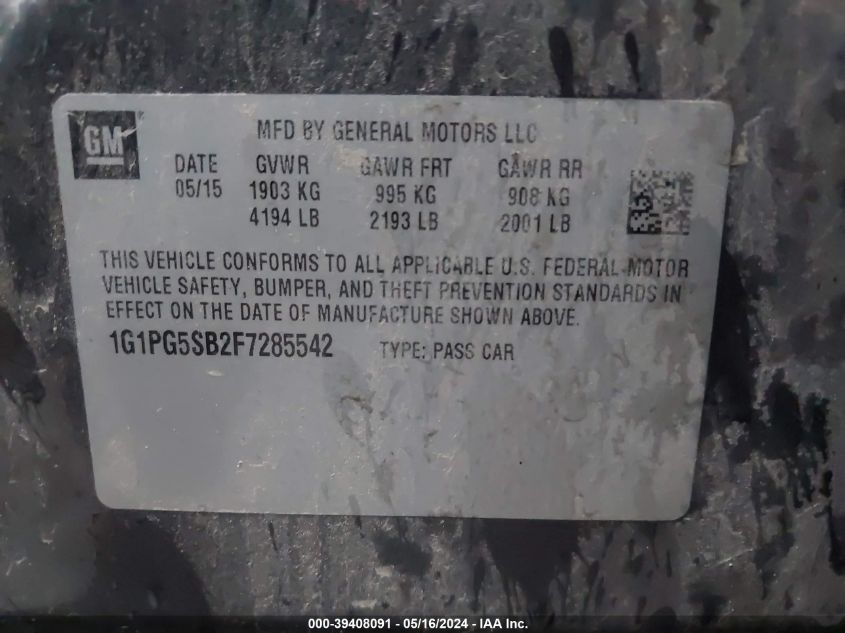 GM
MFD BY GENERAL MOTORS LLC
DATE GVWR GAWR FRT GAWR RR
05/15 1903 KG 995 KG 908 KG
4194 LB 2193 LB 2001 LB
THIS VEHICLE CONFORMS TO ALL APPLICABLE U.S. FEDERAL MOTOR
VEHICLE SAFETY, BUMPER, AND THEFT PREVENTION STANDARDS IN
EFFECT ON THE DATE OF MANUFACTURE SHOWN ABOVE.
1G1PG5SB2F7285542 TYPE: PASS CAR
000-39408091 - 05/16/2024 - IAA Inc.